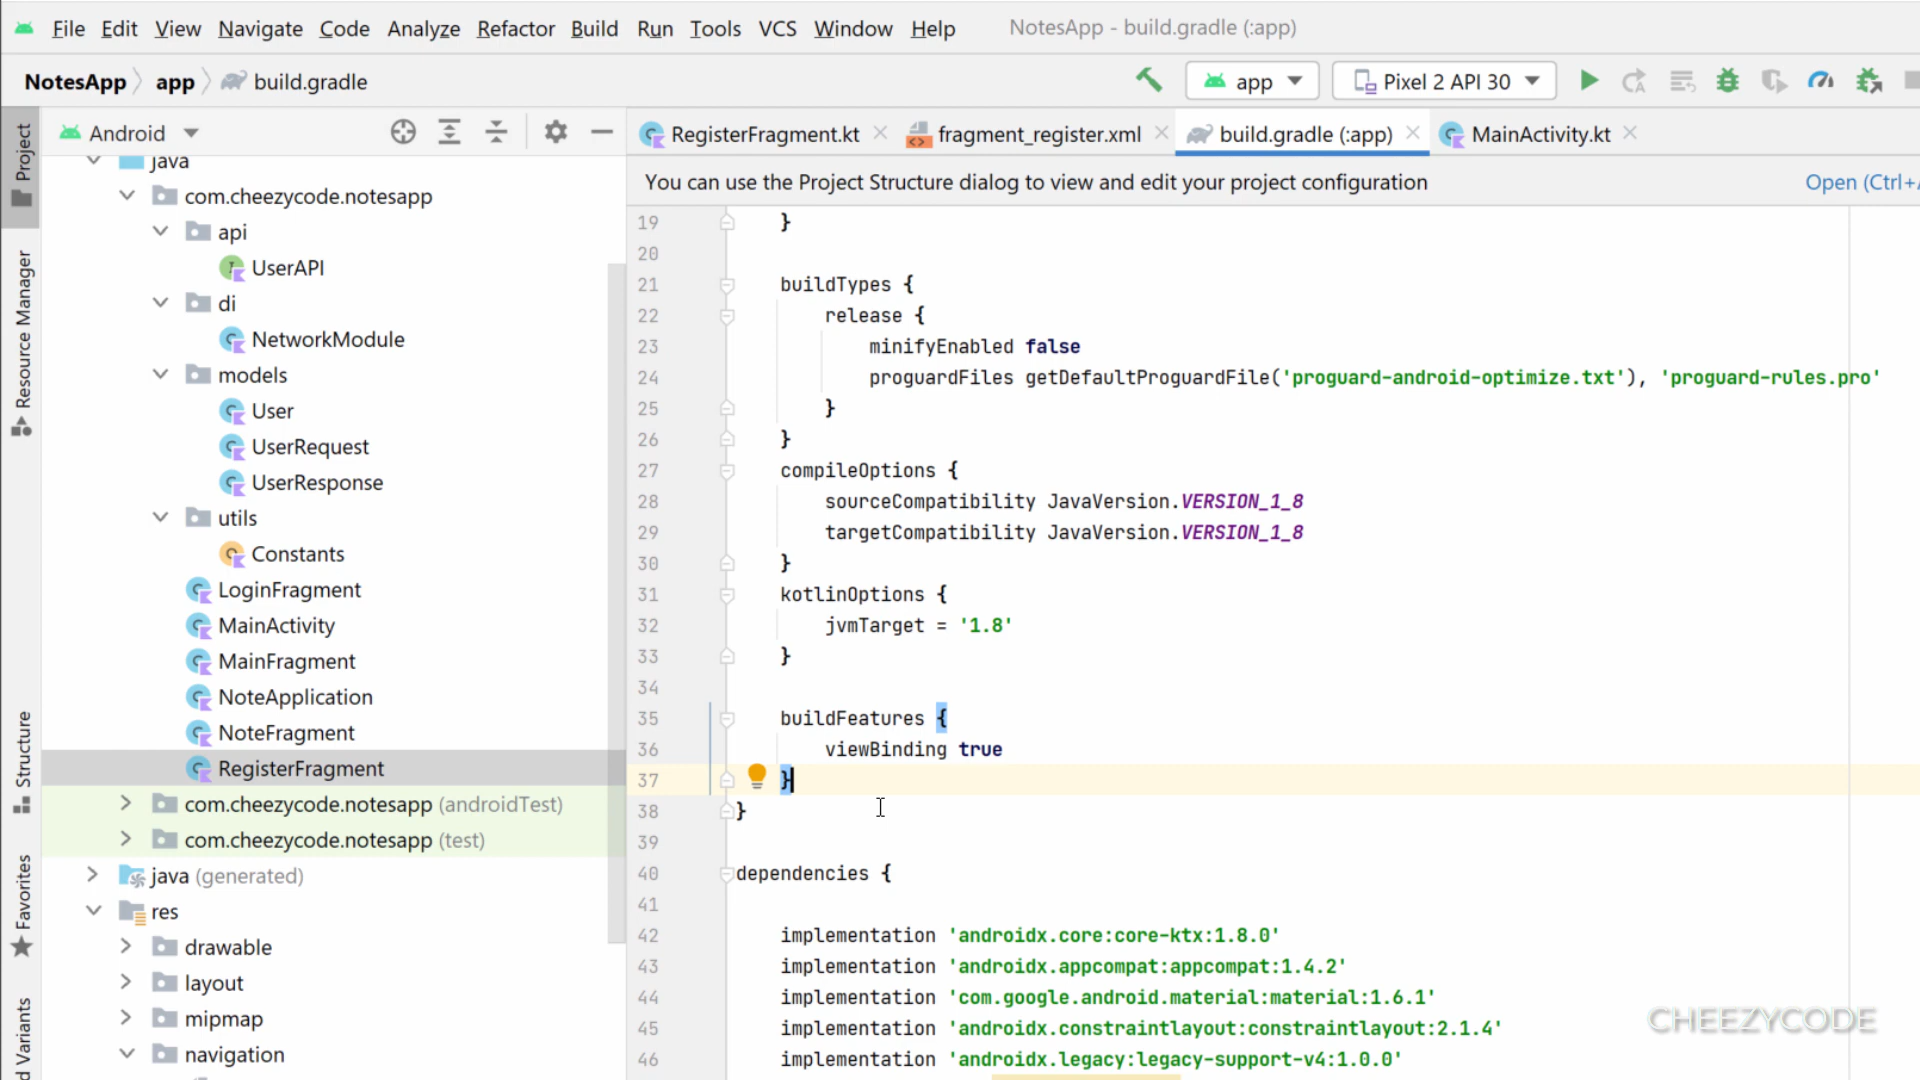 File Edit View Navigate Code Analyze Refactor Build Run Tools VCS Window Help NotesApp - build.gradle (:app)
NotesApp app build.gradle app Pixel 2 API 30
Project
Resource Manager
Structure
Favorites
d Variants
Android
java
com.cheezycode.notesapp
api
UserAPI
di
NetworkModule
models
User
UserRequest
UserResponse
utils
Constants
LoginFragment
MainActivity
MainFragment
NoteApplication
NoteFragment
RegisterFragment
com.cheezycode.notesapp (androidTest)
com.cheezycode.notesapp (test)
java (generated)
res
drawable
layout
mipmap
navigation
RegisterFragment.kt fragment_register.xml build.gradle (:app) MainActivity.kt
You can use the Project Structure dialog to view and edit your project configuration Open (Ctrl+
19 }
20
21 buildTypes {
22 release {
23 minifyEnabled false
24 proguardFiles getDefaultProguardFile('proguard-android-optimize.txt'), 'proguard-rules.pro'
25 }
26 }
27 compileOptions {
28 sourceCompatibility JavaVersion.VERSION_1_8
29 targetCompatibility JavaVersion.VERSION_1_8
30 }
31 kotlinOptions {
32 jvmTarget = '1.8'
33 }
34
35 buildFeatures {
36 viewBinding true
37 }
38 }
39
40 dependencies {
41
42 implementation 'androidx.core:core-ktx:1.8.0'
43 implementation 'androidx.appcompat:appcompat:1.4.2'
44 implementation 'com.google.android.material:material:1.6.1'
45 implementation 'androidx.constraintlayout:constraintlayout:2.1.4'
46 implementation 'androidx.legacy:legacy-support-v4:1.0.0'
CHEEZYCODE